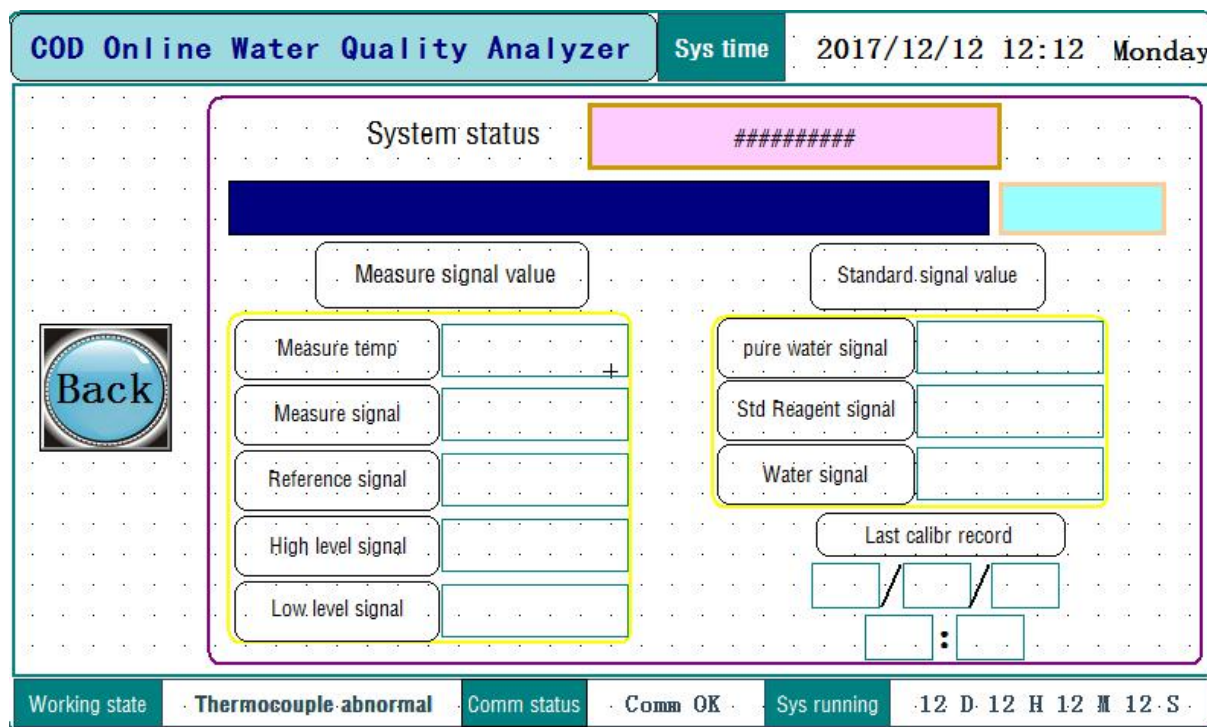 COD Online Water Quality Analyzer Sys time 2017/12/12 12:12 Monday
System status ##########
Measure signal value Standard signal value
Measure temp pure water signal
Back
Measure signal Std Reagent signal
Reference signal Water signal
High level signal Last calibr record
Low level signal / /
:
Working state Thermocouple abnormal Comm status Comm OK Sys running 12 D 12 H 12 M 12 S